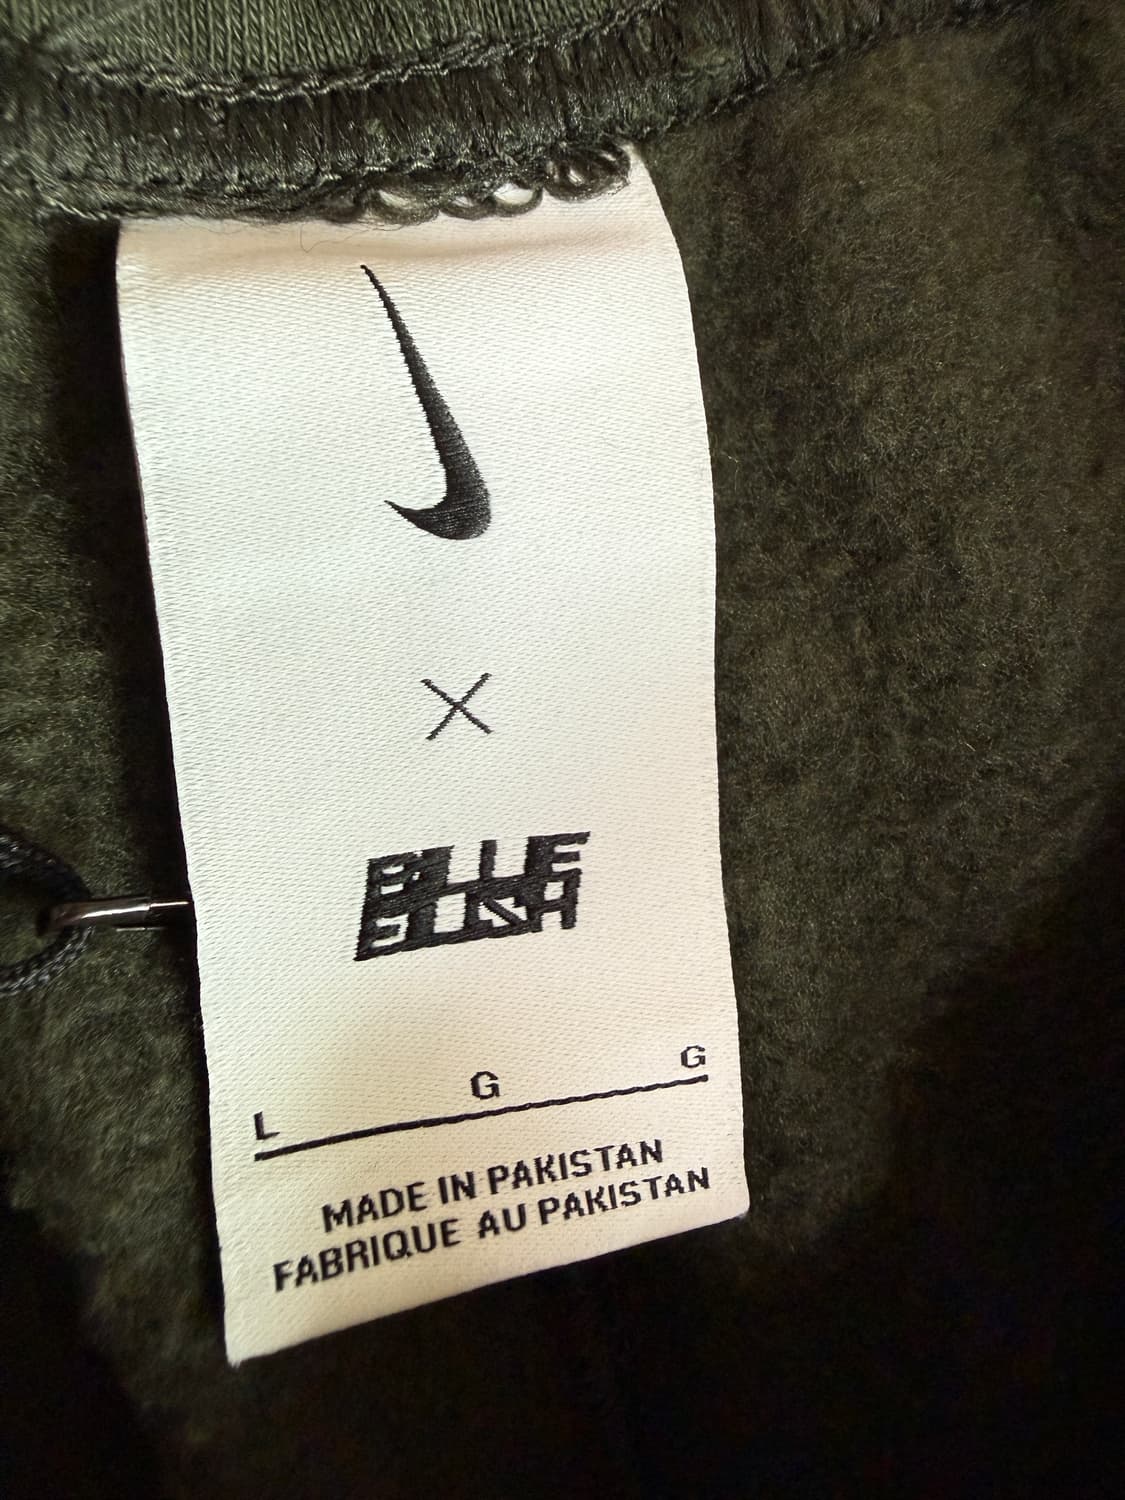 ×
BILLIE
EILISH
L G G
MADE IN PAKISTAN
FABRIQUE AU PAKISTAN